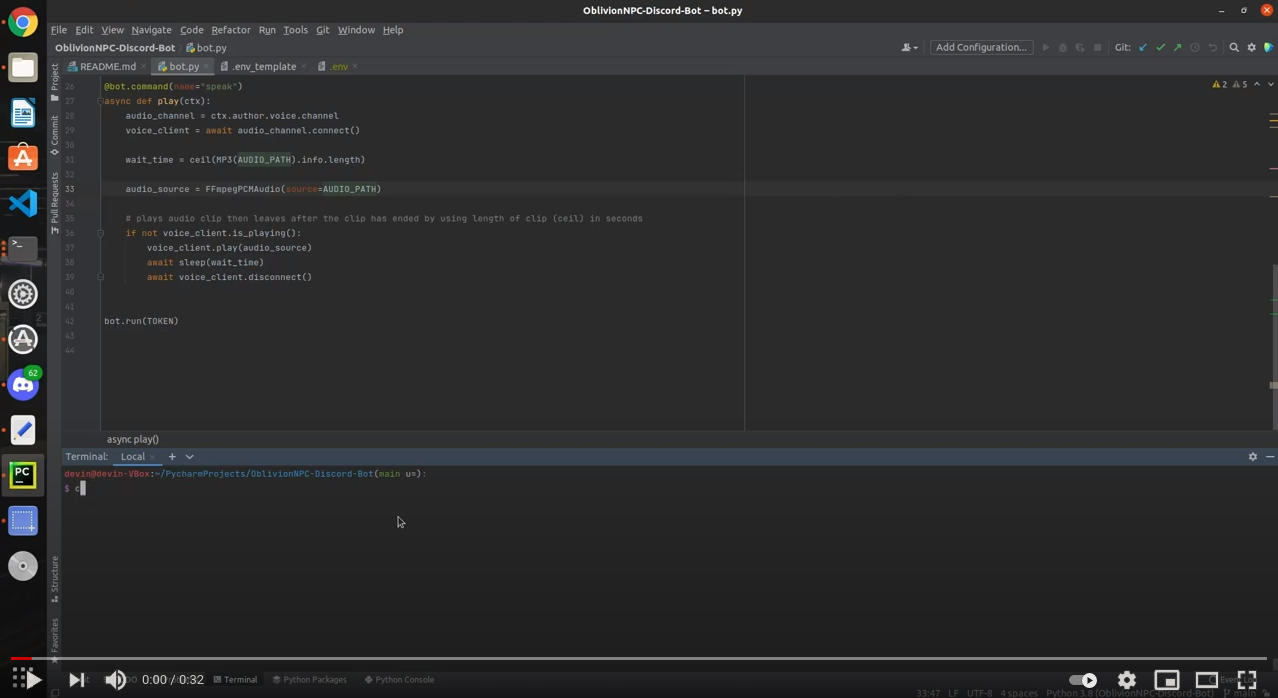 OblivionNPC-Discord-Bot – bot.py
File Edit View Navigate Code Refactor Run Tools Git Window Help
OblivionNPC-Discord-Bot bot.py
Add Configuration...
Git:
README.md bot.py .env_template .env
Project
Commit
Pull Requests
Structure
Favorites
2 5
26 @bot.command(name="speak")
27 async def play(ctx):
28 audio_channel = ctx.author.voice.channel
29 voice_client = await audio_channel.connect()
30
31 wait_time = ceil(MP3(AUDIO_PATH).info.length)
32
33 audio_source = FFmpegPCMAudio(source=AUDIO_PATH)
34
35 # plays audio clip then leaves after the clip has ended by using length of clip (ceil) in seconds
36 if not voice_client.is_playing():
37 voice_client.play(audio_source)
38 await sleep(wait_time)
39 await voice_client.disconnect()
40
41
42 bot.run(TOKEN)
43
44
62
PC
async play()
Terminal: Local
devin@devin-VBox:~/PycharmProjects/OblivionNPC-Discord-Bot(main u=):
$ c
0:00 / 0:32
Terminal Python Packages Python Console
33:47 LF UTF-8 4 spaces Python 3.8 (OblivionNPC-Discord-Bot) main